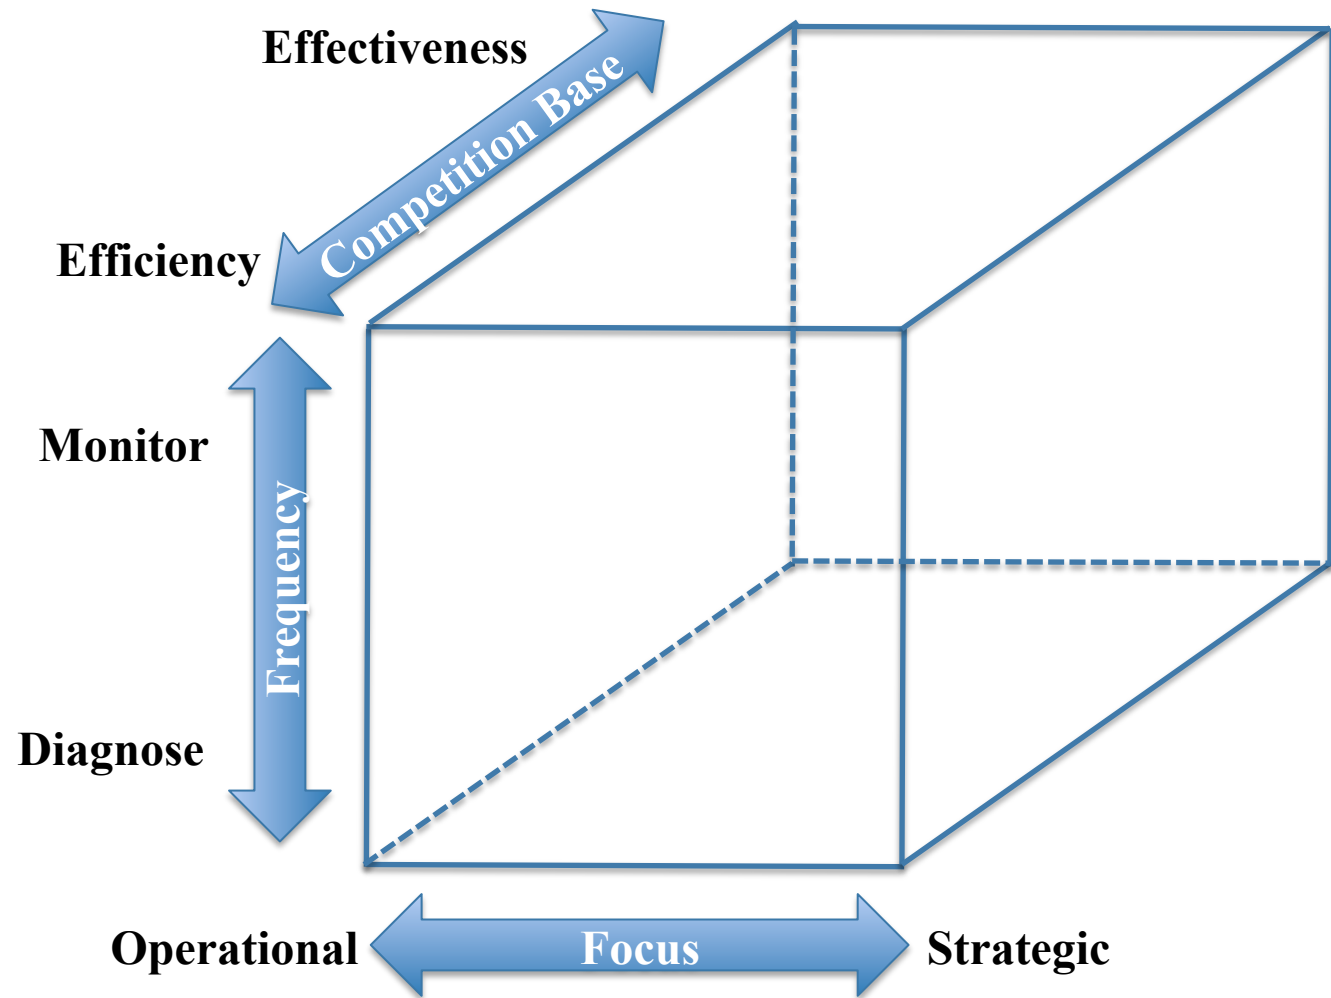 Effectiveness
Competition Base
Efficiency
Monitor
Frequency
Diagnose
Operational
Focus
Strategic